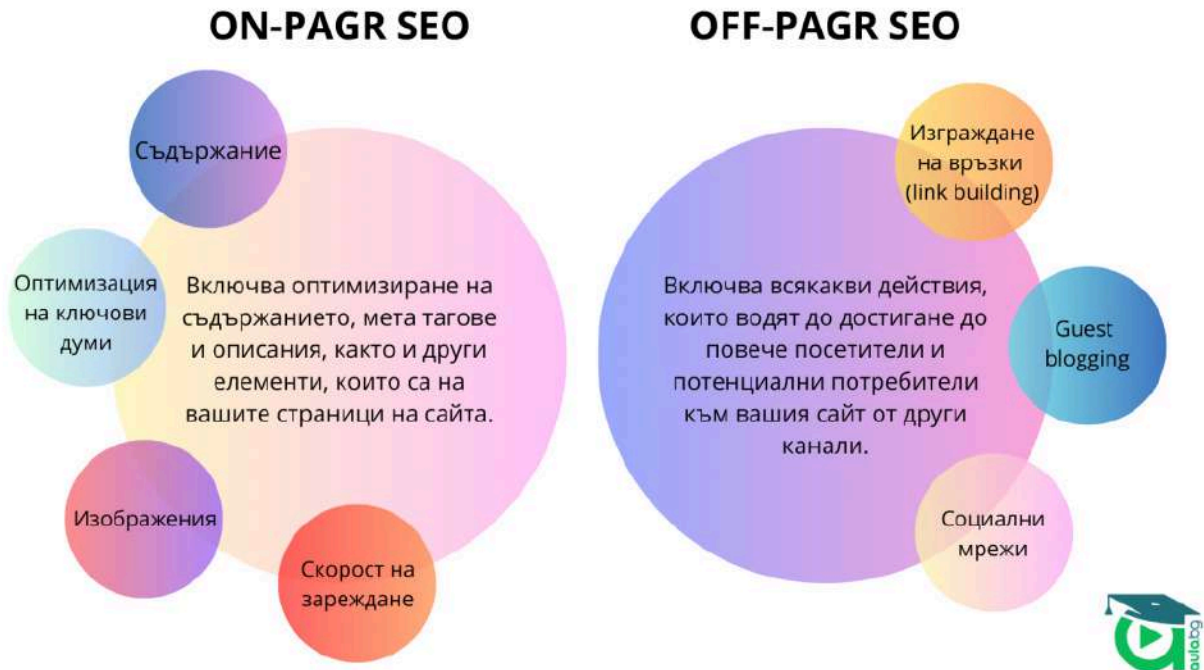 ON-PAGR SEO
Съдържание
Оптимизация
на ключови
думи
Изображения
Скорост на
зареждане
Включва оптимизиране на
съдържанието, мета тагове
и описания, както и други
елементи, които са на
вашите страници на сайта.
OFF-PAGR SEO
Изграждане
на връзки
(link building)
Guest
blogging
Социални
мрежи
Включва всякакви действия,
които водят до достигане до
повече посетители и
потенциални потребители
към вашия сайт от други
канали.
aula.bg